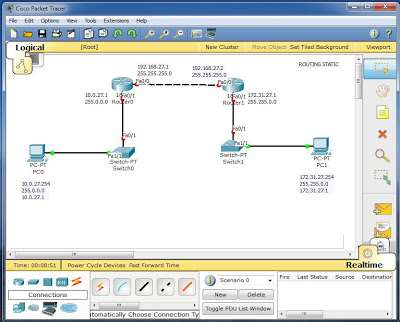 Cisco Packet Tracer
File Edit Options View Tools Extensions Help
Logical
[Root]
New Cluster
Move Object
Set Tiled Background
Viewport
ROUTING STATIC
192.168.27.1
255.255.255.0
192.168.27.2
255.255.255.0
Fa0/0
Fa0/0
10.0.27.1
255.0.0.0
Fa0/1
Router0
Fa0/1
Router1
172.31.27.1
255.255.0.0
Fa0/1
Fa0/1
Fa1/1
Fa1/1
PC-PT
PC0
Switch-PT
Switch0
Switch-PT
Switch1
PC-PT
PC1
10.0.27.254
255.0.0.0
10.0.27.1
172.31.27.254
255.255.0.0
172.31.27.1
Realtime
Time: 00:08:51
Power Cycle Devices Fast Forward Time
Connections
Automatically Choose Connection Ty
Scenario 0
New
Delete
Toggle PDU List Window
Fire Last Status Source Destination